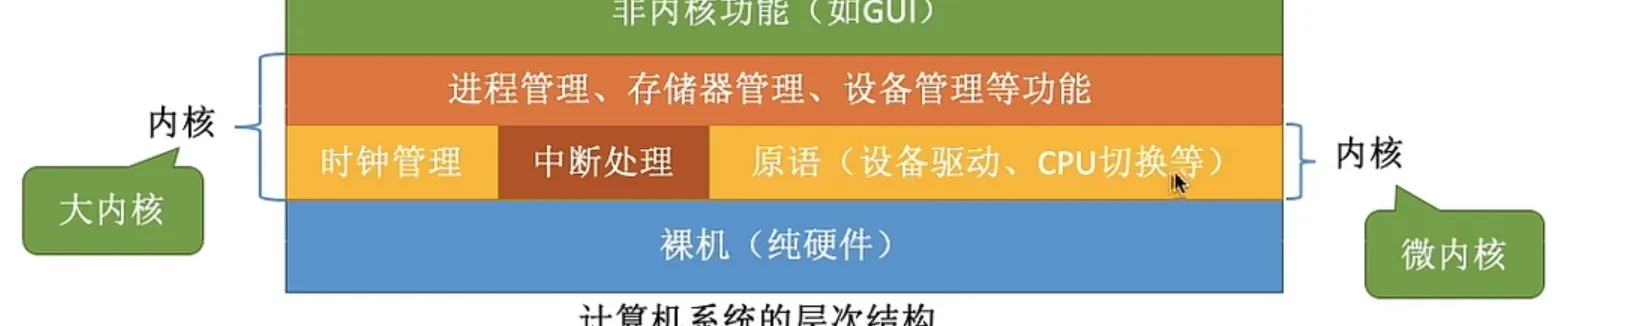 非内核功能（如GUI）
进程管理、存储器管理、设备管理等功能
内核
大内核
时钟管理
中断处理
原语（设备驱动、CPU切换等）
内核
微内核
裸机（纯硬件）
计算机系统的层次结构